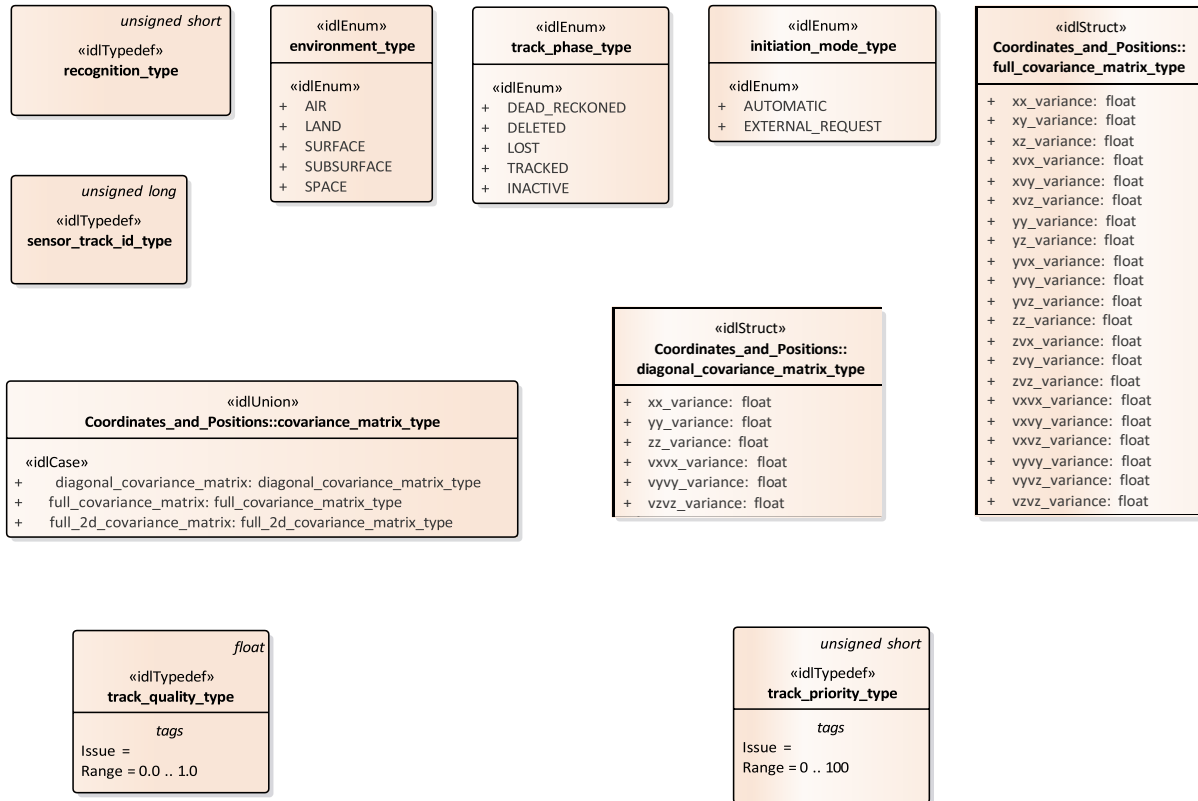 unsigned short
«idlTypedef»
recognition_type
«idlEnum»
environment_type
«idlEnum»
+ AIR
+ LAND
+ SURFACE
+ SUBSURFACE
+ SPACE
«idlEnum»
track_phase_type
«idlEnum»
+ DEAD_RECKONED
+ DELETED
+ LOST
+ TRACKED
+ INACTIVE
«idlEnum»
initiation_mode_type
«idlEnum»
+ AUTOMATIC
+ EXTERNAL_REQUEST
«idlStruct»
Coordinates_and_Positions::
full_covariance_matrix_type
+ xx_variance: float
+ xy_variance: float
+ xz_variance: float
+ xvx_variance: float
+ xvy_variance: float
+ xvz_variance: float
+ yy_variance: float
+ yz_variance: float
+ yvx_variance: float
+ yvy_variance: float
+ yvz_variance: float
+ zz_variance: float
+ zvx_variance: float
+ zvy_variance: float
+ zvz_variance: float
+ vxvx_variance: float
+ vxvy_variance: float
+ vxvz_variance: float
+ vyvy_variance: float
+ vyvz_variance: float
+ vzvz_variance: float
unsigned long
«idlTypedef»
sensor_track_id_type
«idlStruct»
Coordinates_and_Positions::
diagonal_covariance_matrix_type
+ xx_variance: float
+ yy_variance: float
+ zz_variance: float
+ vxvx_variance: float
+ vyvy_variance: float
+ vzvz_variance: float
«idlUnion»
Coordinates_and_Positions::covariance_matrix_type
«idlCase»
+ diagonal_covariance_matrix: diagonal_covariance_matrix_type
+ full_covariance_matrix: full_covariance_matrix_type
+ full_2d_covariance_matrix: full_2d_covariance_matrix_type
float
«idlTypedef»
track_quality_type
tags
Issue =
Range = 0.0 .. 1.0
unsigned short
«idlTypedef»
track_priority_type
tags
Issue =
Range = 0 .. 100